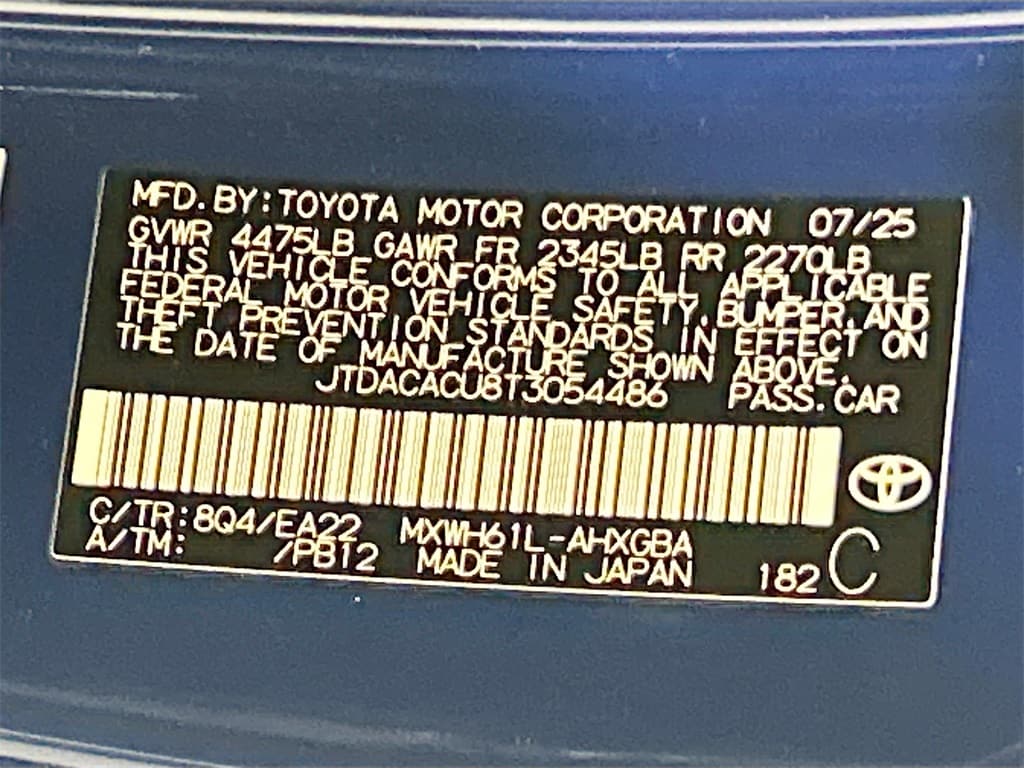 MFD. BY: TOYOTA MOTOR CORPORATION 07/25
GVWR 4475LB GAWR FR 2345LB RR 2270LB
THIS VEHICLE CONFORMS TO ALL APPLICABLE
FEDERAL MOTOR VEHICLE SAFETY, BUMPER, AND
THEFT PREVENTION STANDARDS IN EFFECT ON
THE DATE OF MANUFACTURE SHOWN ABOVE.
JTDACACU8T3054486 PASS. CAR
C/TR: 8Q4/EA22 MXWH61L-AHXGBA
A/TM: /PB12 MADE IN JAPAN 182 C